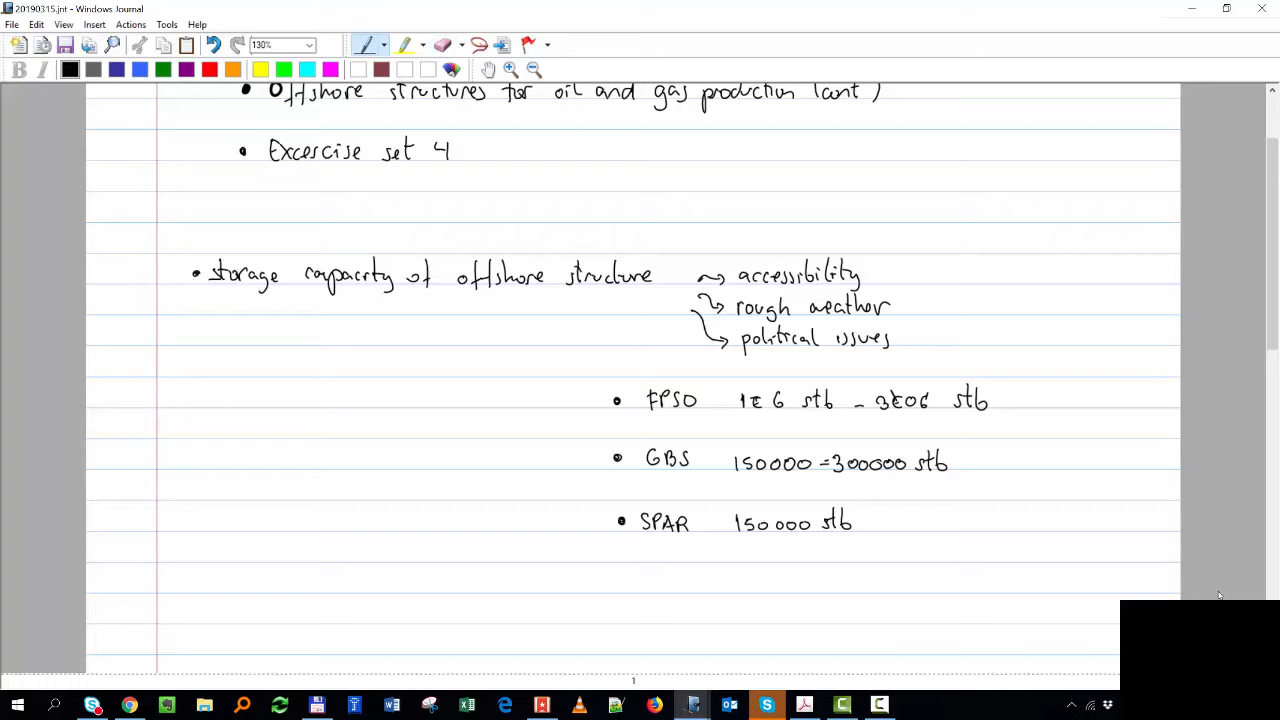 20190315.jnt - Windows Journal
File Edit View Insert Actions Tools Help
130%
B I
• Offshore structures for oil and gas production (cont)
• Excercise set 4
• storage capacity of offshore structure ~> accessibility
rough weather
political issues
• FPSO 1E6 stb - 3E06 stb
• GBS 150000 - 300000 stb
• SPAR 150000 stb
1